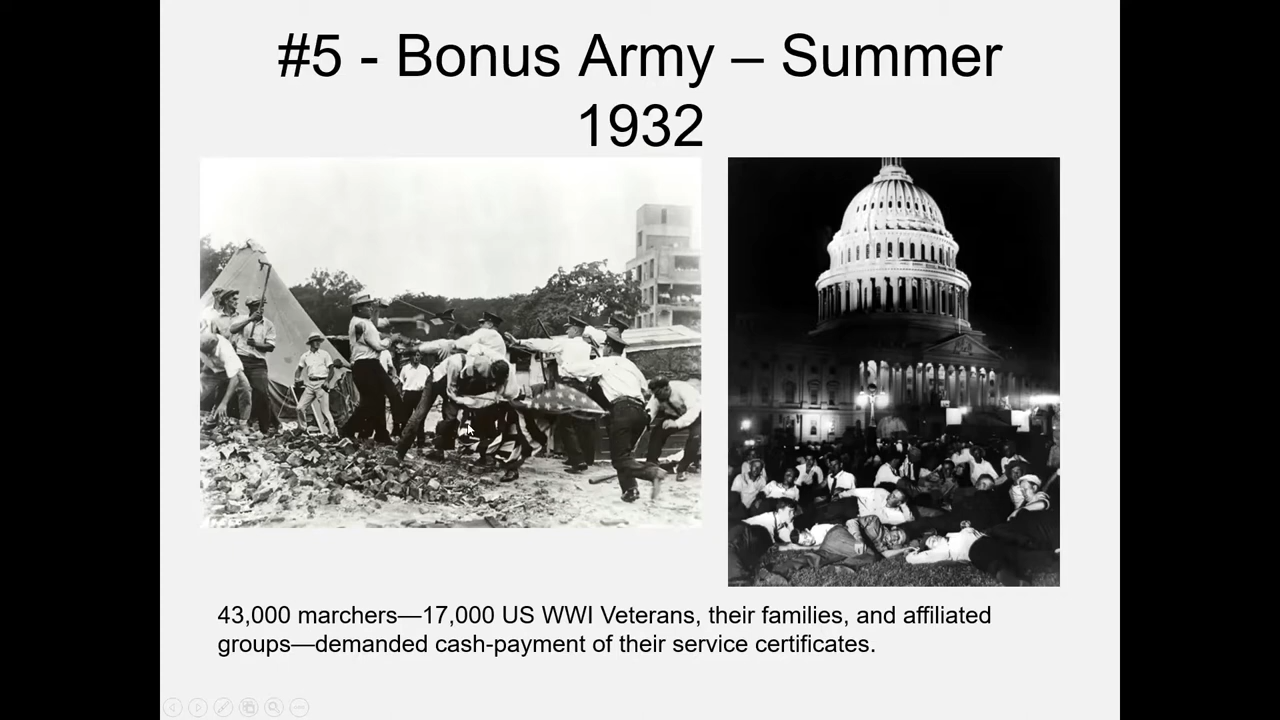 #5 - Bonus Army – Summer
1932
43,000 marchers—17,000 US WWI Veterans, their families, and affiliated
groups—demanded cash-payment of their service certificates.